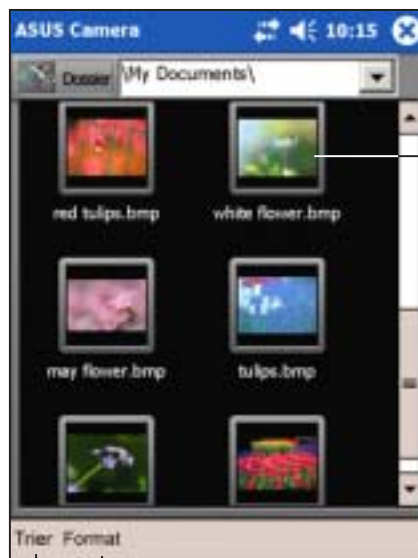 ASUS Camera 10:15
Dossier \My Documents\
red tulips.bmp white flower.bmp
may flower.bmp tulips.bmp
Trier Format